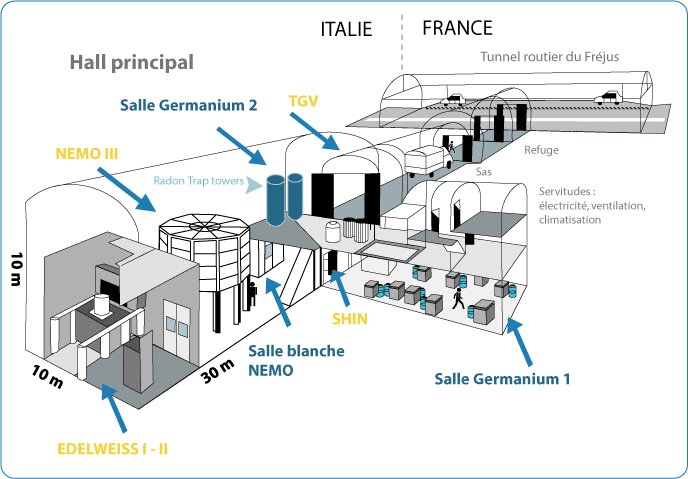 ITALIE
FRANCE
Hall principal
Tunnel routier du Fréjus
Salle Germanium 2
TGV
NEMO III
Radon Trap towers
Refuge
Sas
Servitudes :
électricité, ventilation,
climatisation
10 m
SHIN
Salle blanche
NEMO
30 m
10 m
Salle Germanium 1
EDELWEISS I - II